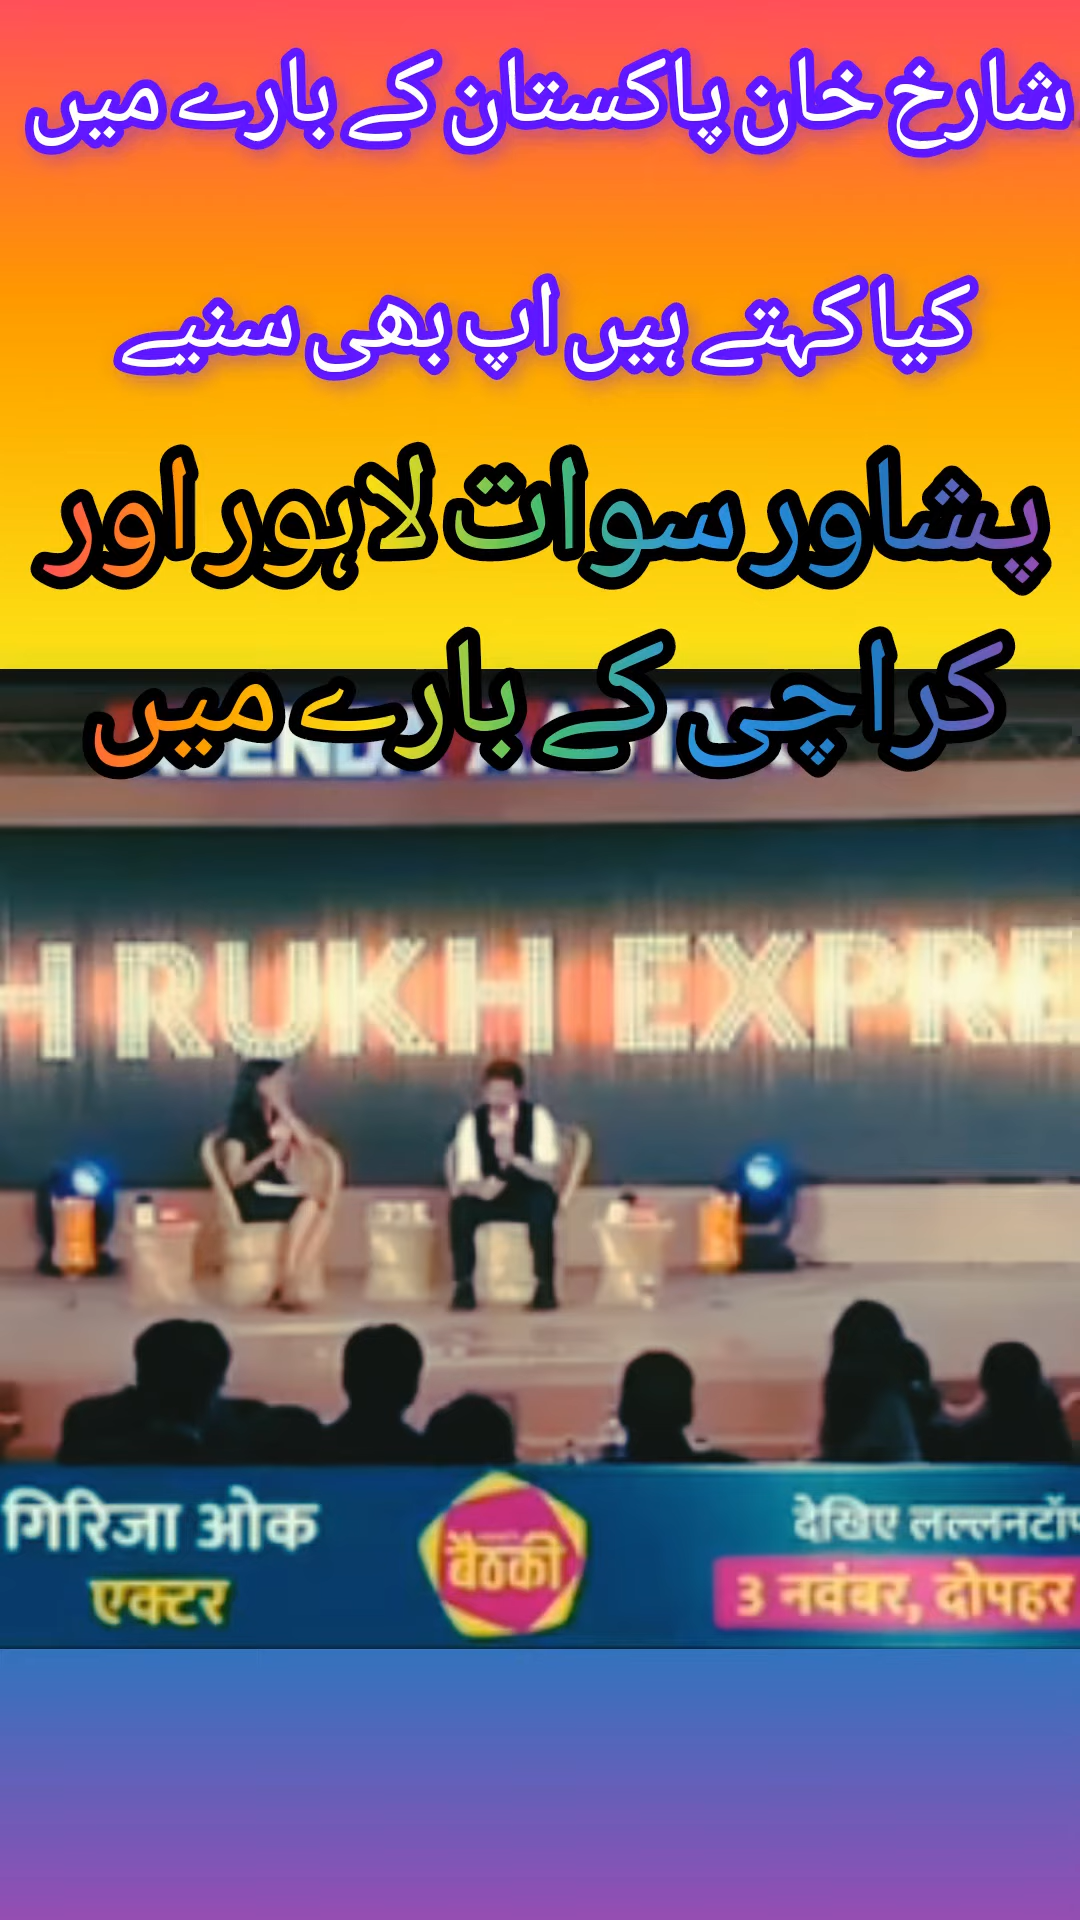 شارخ خان پاکستان کے بارے میں
کیا کہتے ہیں اپ بھی سنیے
پشاور سوات لاہور اور
کراچی کے بارے میں
H RUKH EXPRE
गिरिजा ओक
एक्टर
बैठकी
देखिए लल्लनटॉप
3 नवंबर, दोपहर